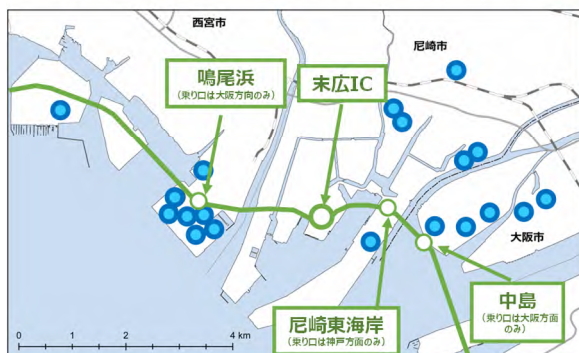 西宮市
尼崎市
鳴尾浜
(乗り口は大阪方向のみ)
末広IC
大阪市
尼崎東海岸
(乗り口は神戸方面のみ)
中島
(乗り口は大阪方面
のみ)
0 1 2 4 km